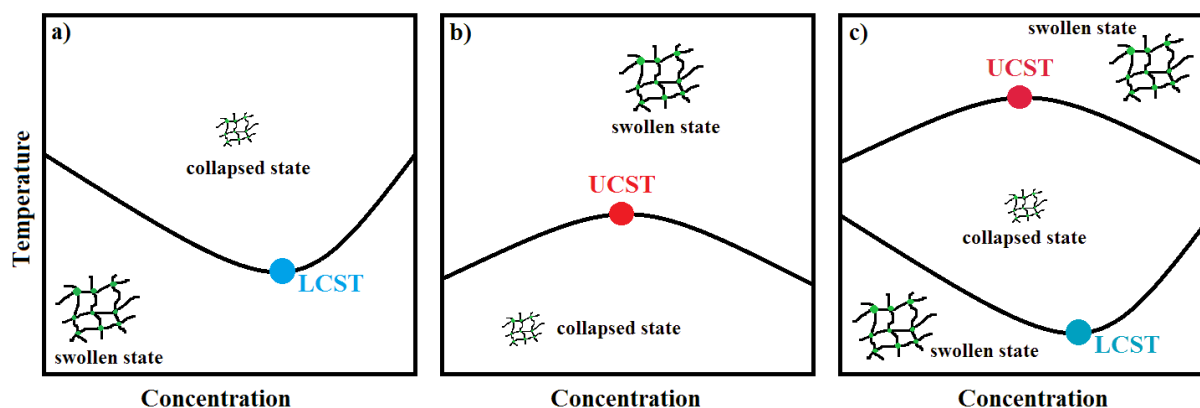 a)
collapsed state
LCST
swollen state
Temperature
Concentration
b)
swollen state
UCST
collapsed state
Concentration
c)
swollen state
UCST
collapsed state
swollen state
LCST
Concentration